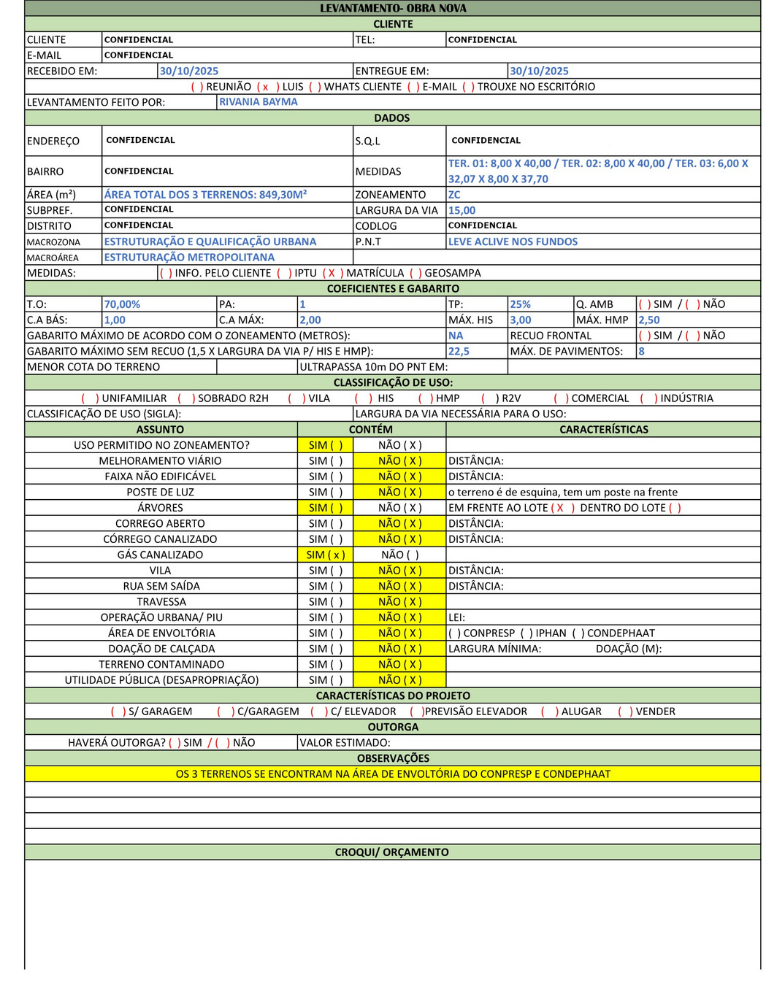 LEVANTAMENTO- OBRA NOVA
CLIENTE
CLIENTE CONFIDENCIAL TEL: CONFIDENCIAL
E-MAIL CONFIDENCIAL
RECEBIDO EM: 30/10/2025 ENTREGUE EM: 30/10/2025
( ) REUNIÃO ( x ) LUIS ( ) WHATS CLIENTE ( ) E-MAIL ( ) TROUXE NO ESCRITÓRIO
LEVANTAMENTO FEITO POR: RIVANIA BAYMA
DADOS
ENDEREÇO CONFIDENCIAL S.Q.L CONFIDENCIAL
BAIRRO CONFIDENCIAL MEDIDAS TER. 01: 8,00 X 40,00 / TER. 02: 8,00 X 40,00 / TER. 03: 6,00 X
32,07 X 8,00 X 37,70
ÁREA (m²) ÁREA TOTAL DOS 3 TERRENOS: 849,30M² ZONEAMENTO ZC
SUBPREF. CONFIDENCIAL LARGURA DA VIA 15,00
DISTRITO CONFIDENCIAL CODLOG CONFIDENCIAL
MACROZONA ESTRUTURAÇÃO E QUALIFICAÇÃO URBANA P.N.T LEVE ACLIVE NOS FUNDOS
MACROÁREA ESTRUTURAÇÃO METROPOLITANA
MEDIDAS: ( ) INFO. PELO CLIENTE ( ) IPTU ( X ) MATRÍCULA ( ) GEOSAMPA
COEFICIENTES E GABARITO
T.O: 70,00% PA: 1 TP: 25% Q. AMB ( ) SIM / ( ) NÃO
C.A BÁS: 1,00 C.A MÁX: 2,00 MÁX. HIS 3,00 MÁX. HMP 2,50
GABARITO MÁXIMO DE ACORDO COM O ZONEAMENTO (METROS): NA RECUO FRONTAL ( ) SIM / ( ) NÃO
GABARITO MÁXIMO SEM RECUO (1,5 X LARGURA DA VIA P/ HIS E HMP): 22,5 MÁX. DE PAVIMENTOS: 8
MENOR COTA DO TERRENO ULTRAPASSA 10m DO PNT EM:
CLASSIFICAÇÃO DE USO:
( ) UNIFAMILIAR ( ) SOBRADO R2H ( ) VILA ( ) HIS ( ) HMP ( ) R2V ( ) COMERCIAL ( ) INDÚSTRIA
CLASSIFICAÇÃO DE USO (SIGLA): LARGURA DA VIA NECESSÁRIA PARA O USO:
ASSUNTO CONTÉM CARACTERÍSTICAS
USO PERMITIDO NO ZONEAMENTO? SIM ( ) NÃO ( X )
MELHORAMENTO VIÁRIO SIM ( ) NÃO ( X ) DISTÂNCIA:
FAIXA NÃO EDIFICÁVEL SIM ( ) NÃO ( X ) DISTÂNCIA:
POSTE DE LUZ SIM ( ) NÃO ( X ) o terreno é de esquina, tem um poste na frente
ÁRVORES SIM ( ) NÃO ( X ) EM FRENTE AO LOTE ( X ) DENTRO DO LOTE ( )
CORREGO ABERTO SIM ( ) NÃO ( X ) DISTÂNCIA:
CÓRREGO CANALIZADO SIM ( ) NÃO ( X ) DISTÂNCIA:
GÁS CANALIZADO SIM ( x ) NÃO ( )
VILA SIM ( ) NÃO ( X ) DISTÂNCIA:
RUA SEM SAÍDA SIM ( ) NÃO ( X ) DISTÂNCIA:
TRAVESSA SIM ( ) NÃO ( X )
OPERAÇÃO URBANA/ PIU SIM ( ) NÃO ( X ) LEI:
ÁREA DE ENVOLTÓRIA SIM ( ) NÃO ( X ) ( ) CONPRESP ( ) IPHAN ( ) CONDEPHAAT
DOAÇÃO DE CALÇADA SIM ( ) NÃO ( X ) LARGURA MÍNIMA: DOAÇÃO (M):
TERRENO CONTAMINADO SIM ( ) NÃO ( X )
UTILIDADE PÚBLICA (DESAPROPRIAÇÃO) SIM ( ) NÃO ( X )
CARACTERÍSTICAS DO PROJETO
( ) S/ GARAGEM ( ) C/GARAGEM ( ) C/ ELEVADOR ( )PREVISÃO ELEVADOR ( ) ALUGAR ( ) VENDER
OUTORGA
HAVERÁ OUTORGA? ( ) SIM / ( ) NÃO VALOR ESTIMADO:
OBSERVAÇÕES
OS 3 TERRENOS SE ENCONTRAM NA ÁREA DE ENVOLTÓRIA DO CONPRESP E CONDEPHAAT
CROQUI/ ORÇAMENTO